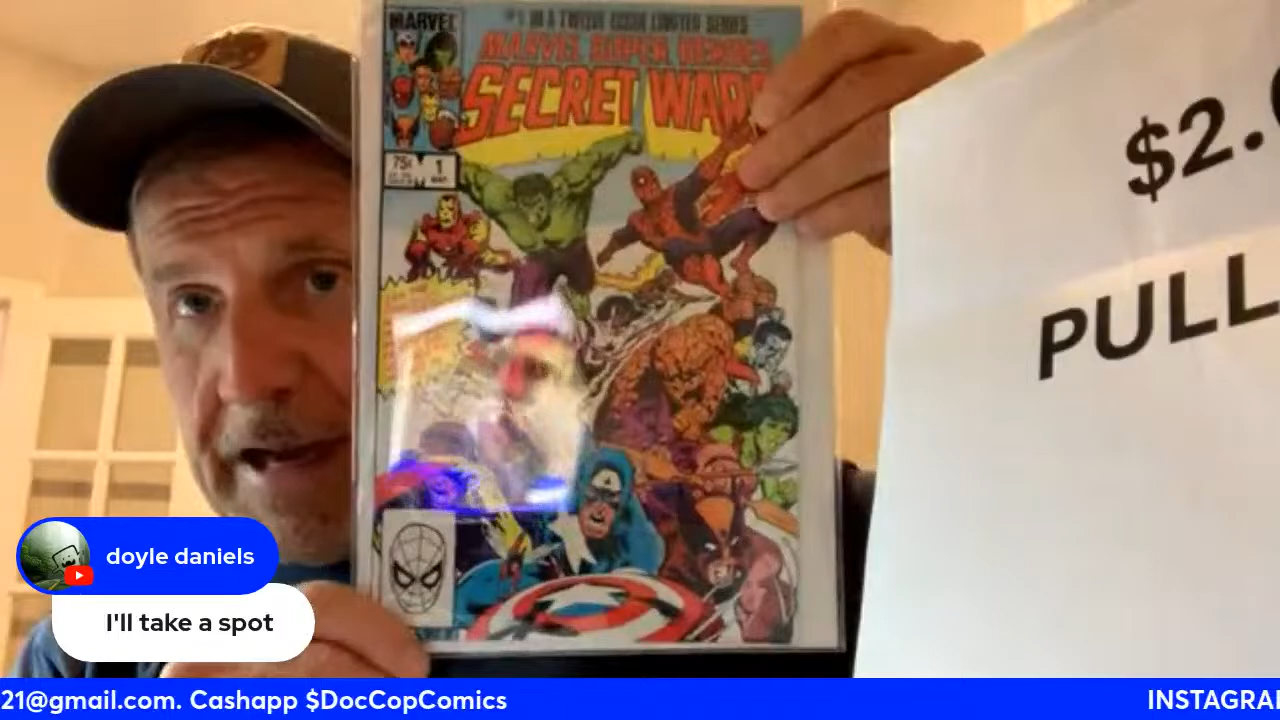 MARVEL
#1 IN A TWELVE ISSUE LIMITED SERIES
MARVEL SUPER HEROES
SECRET WARS
75¢
1
MAR
$2.
PULL
doyle daniels
I'll take a spot
21@gmail.com. Cashapp $DocCopComics
INSTAGRA